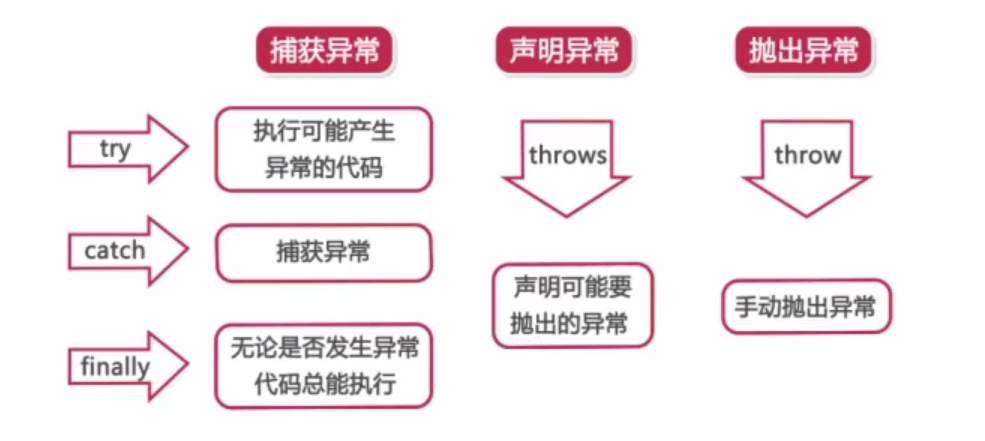 捕获异常
声明异常
抛出异常
try
执行可能产生
异常的代码
catch
捕获异常
finally
无论是否发生异常
代码总能执行
throws
声明可能要
抛出的异常
throw
手动抛出异常